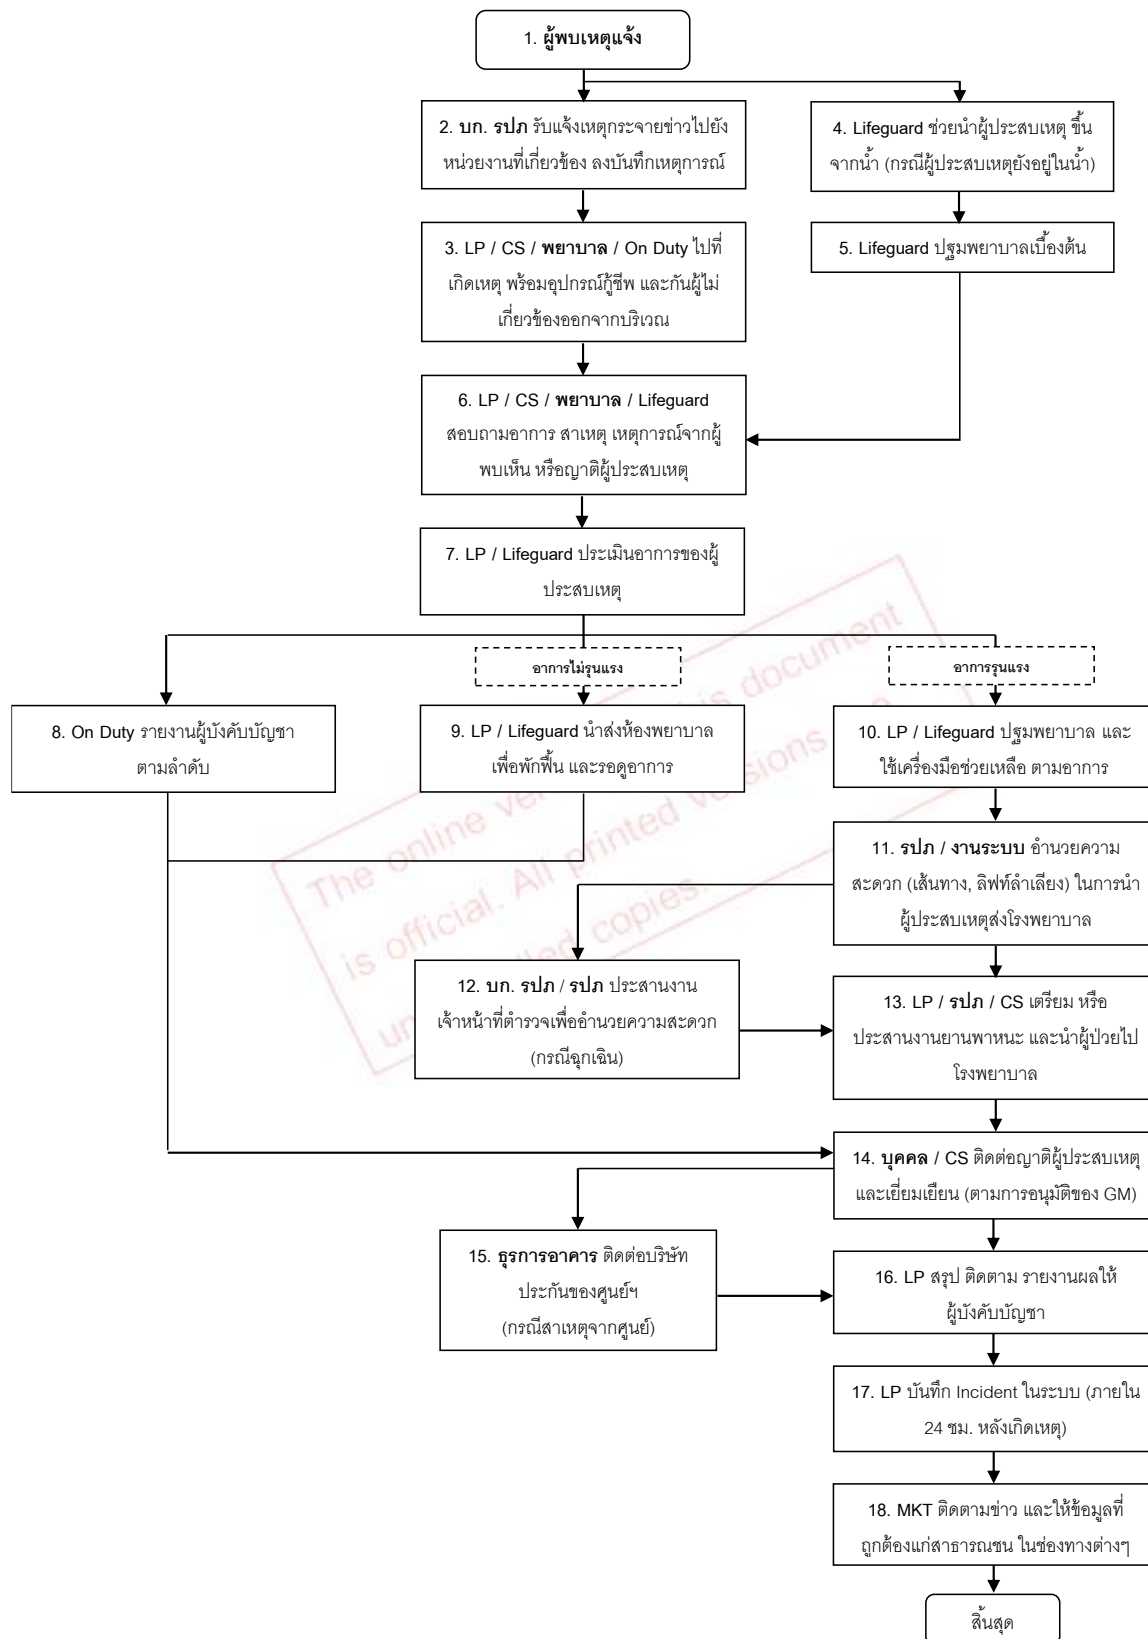 1. ผู้พบเหตุแจ้ง
2. บก. รปภ รับแจ้งเหตุกระจายข่าวไปยัง
หน่วยงานที่เกี่ยวข้อง ลงบันทึกเหตุการณ์
4. Lifeguard ช่วยนำผู้ประสบเหตุ ขึ้น
จากน้ำ (กรณีผู้ประสบเหตุยังอยู่ในน้ำ)
3. LP / CS / พยาบาล / On Duty ไปที่
เกิดเหตุ พร้อมอุปกรณ์กู้ชีพ และกันผู้ไม่
เกี่ยวข้องออกจากบริเวณ
5. Lifeguard ปฐมพยาบาลเบื้องต้น
6. LP / CS / พยาบาล / Lifeguard
สอบถามอาการ สาเหตุ เหตุการณ์จากผู้
พบเห็น หรือญาติผู้ประสบเหตุ
7. LP / Lifeguard ประเมินอาการของผู้
ประสบเหตุ
อาการไม่รุนแรง
อาการรุนแรง
8. On Duty รายงานผู้บังคับบัญชา
ตามลำดับ
9. LP / Lifeguard นำส่งห้องพยาบาล
เพื่อพักฟื้น และรอดูอาการ
10. LP / Lifeguard ปฐมพยาบาล และ
ใช้เครื่องมือช่วยเหลือ ตามอาการ
11. รปภ / งานระบบ อำนวยความ
สะดวก (เส้นทาง, ลิฟท์ลำเลียง) ในการนำ
ผู้ประสบเหตุส่งโรงพยาบาล
12. บก. รปภ / รปภ ประสานงาน
เจ้าหน้าที่ตำรวจเพื่ออำนวยความสะดวก
(กรณีฉุกเฉิน)
13. LP / รปภ / CS เตรียม หรือ
ประสานงานยานพาหนะ และนำผู้ป่วยไป
โรงพยาบาล
14. บุคคล / CS ติดต่อญาติผู้ประสบเหตุ
และเยี่ยมเยียน (ตามการอนุมัติของ GM)
15. ธุรการอาคาร ติดต่อบริษัท
ประกันของศูนย์ฯ
(กรณีสาเหตุจากศูนย์)
16. LP สรุป ติดตาม รายงานผลให้
ผู้บังคับบัญชา
17. LP บันทึก Incident ในระบบ (ภายใน
24 ชม. หลังเกิดเหตุ)
18. MKT ติดตามข่าว และให้ข้อมูลที่
ถูกต้องแก่สาธารณชน ในช่องทางต่างๆ
สิ้นสุด
The online
is document
is official. All printed
copies.